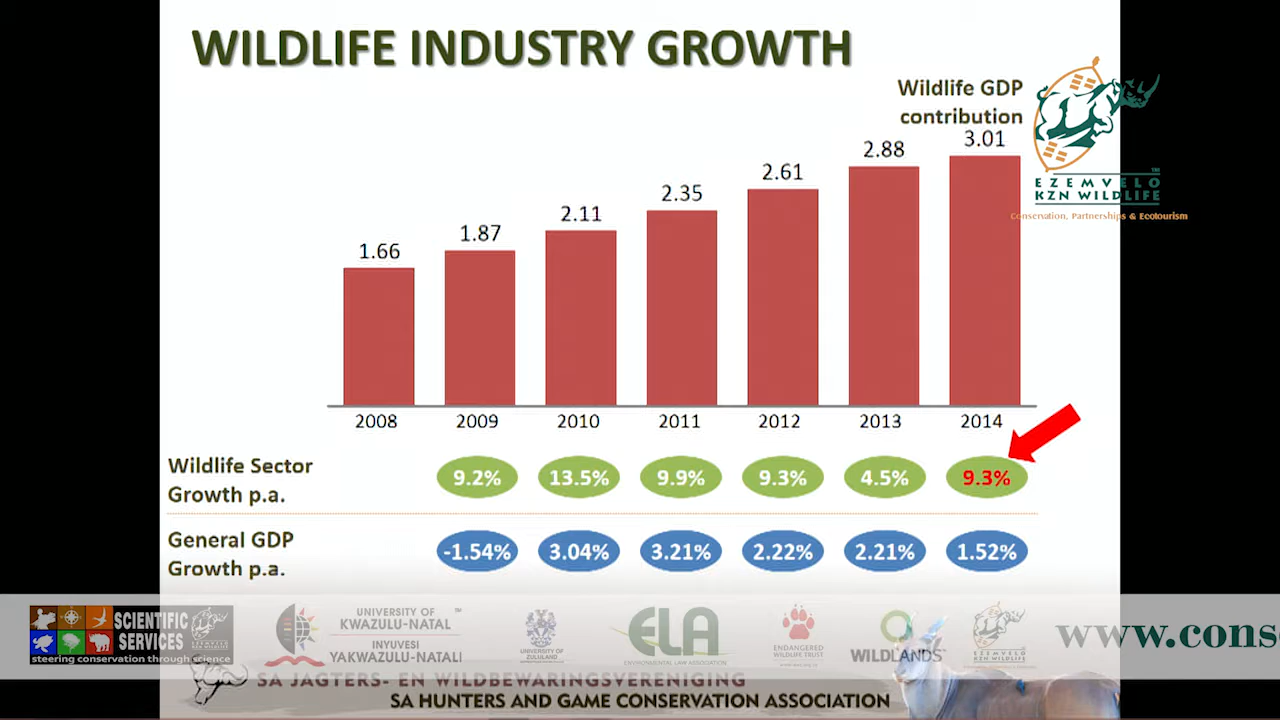 WILDLIFE INDUSTRY GROWTH
Wildlife GDP
contribution
1.66
1.87
2.11
2.35
2.61
2.88
3.01
2008
2009
2010
2011
2012
2013
2014
Wildlife Sector
Growth p.a.
9.2%
13.5%
9.9%
9.3%
4.5%
9.3%
General GDP
Growth p.a.
-1.54%
3.04%
3.21%
2.22%
2.21%
1.52%
EZEMVELO
KZN WILDLIFE
TM
Conservation, Partnerships & Ecotourism
SCIENTIFIC
SERVICES
steering conservation through science
UNIVERSITY OF
KWAZULU-NATAL
TM
INYUVESI
YAKWAZULU-NATALI
UNIVERSITY OF
ZULULAND
ELA
ENVIRONMENTAL LAW ASSOCIATION
ENDANGERED
WILDLIFE TRUST
WILDLANDS
EZEMVELO
KZN WILDLIFE
www.cons
SA JAGTERS- EN WILDBEWARINGSVERENIGING
SA HUNTERS AND GAME CONSERVATION ASSOCIATION